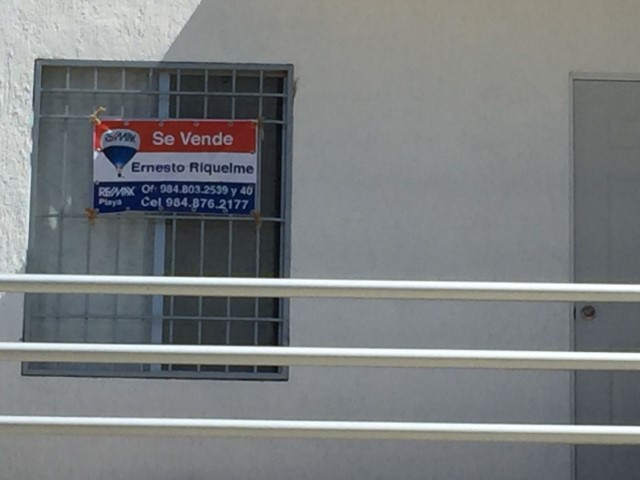 RE/MAX
Se Vende
Ernesto Riquelme
RE/MAX
Playa
Of: 984.803.2539 y 40
Cel 984.876.2177